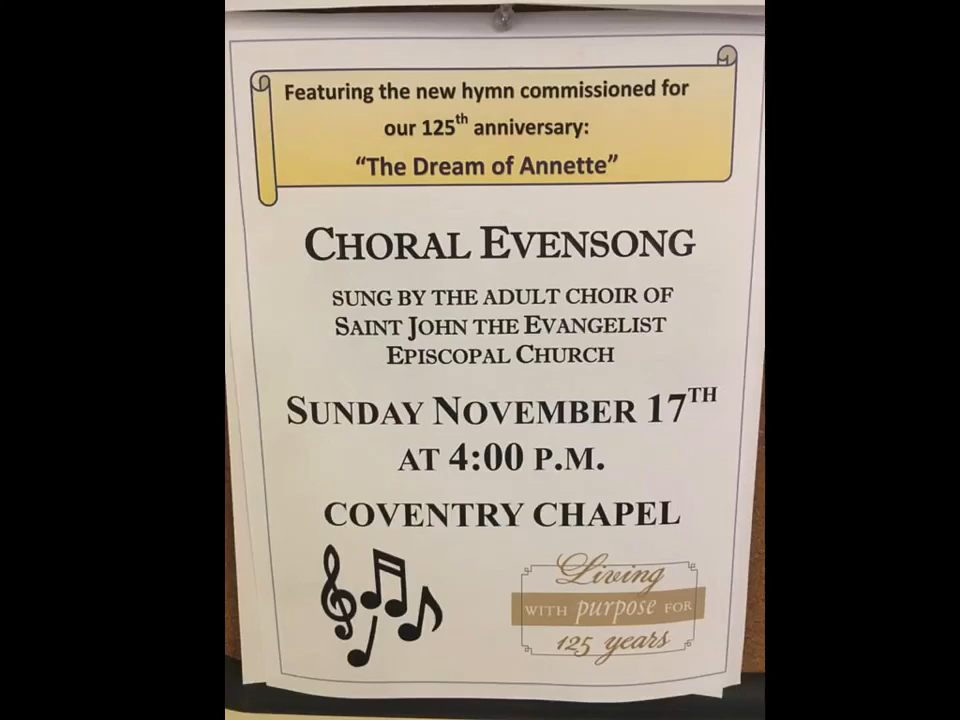 Featuring the new hymn commissioned for
our 125th anniversary:
“The Dream of Annette”
CHORAL EVENSONG
SUNG BY THE ADULT CHOIR OF
SAINT JOHN THE EVANGELIST
EPISCOPAL CHURCH
SUNDAY NOVEMBER 17TH
AT 4:00 P.M.
COVENTRY CHAPEL
Living
WITH purpose FOR
125 years